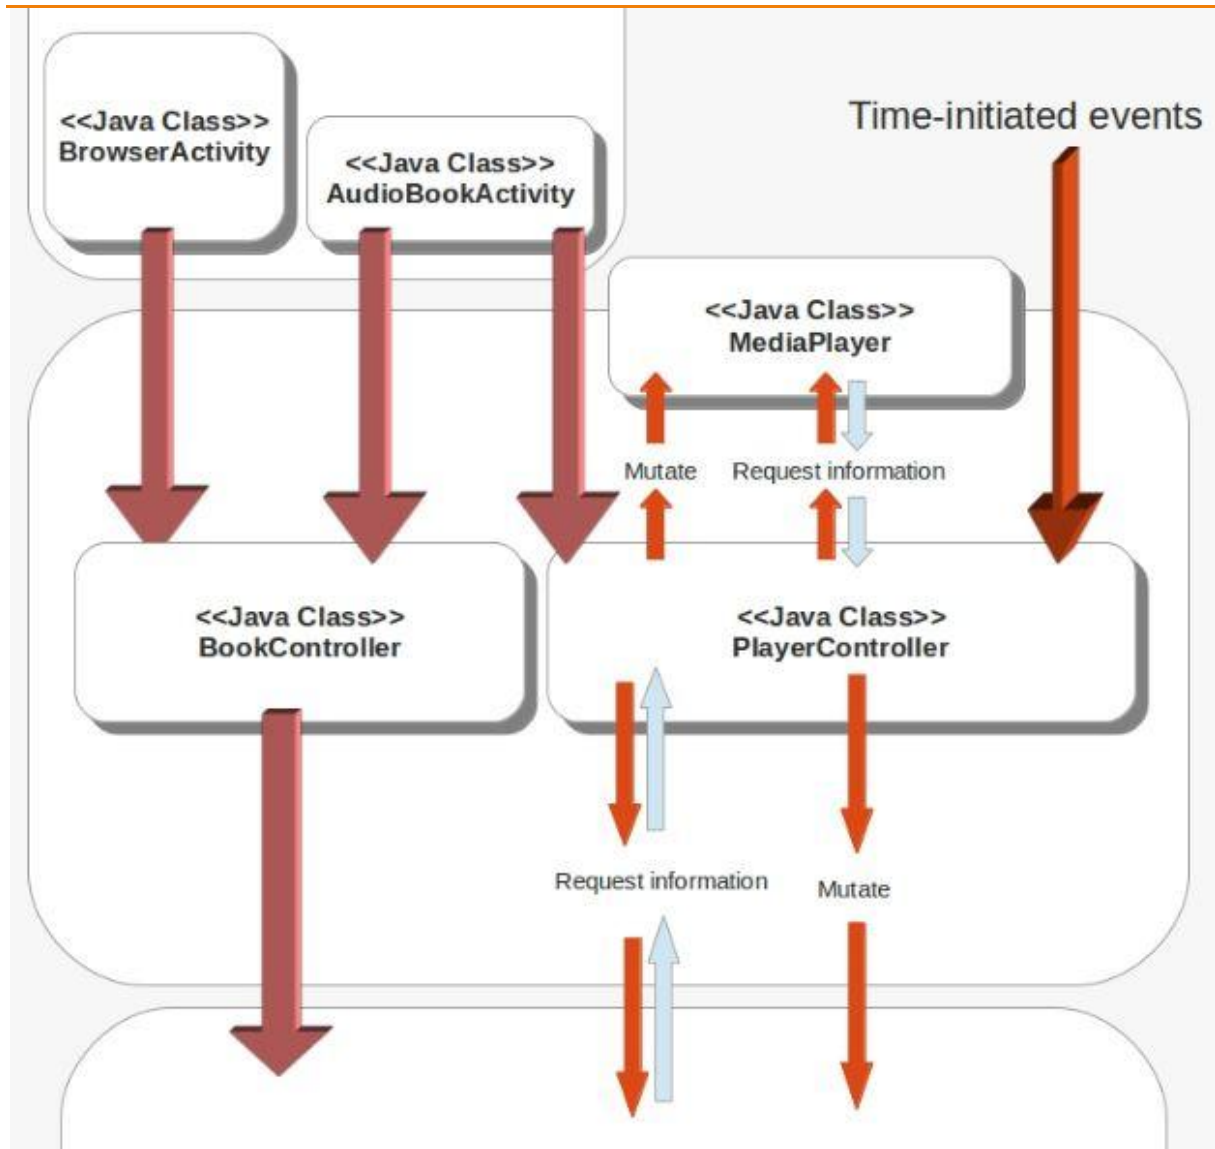 <<Java Class>>
BrowserActivity
<<Java Class>>
AudioBookActivity
Time-initiated events
<<Java Class>>
MediaPlayer
Mutate
Request information
<<Java Class>>
BookController
<<Java Class>>
PlayerController
Request information
Mutate